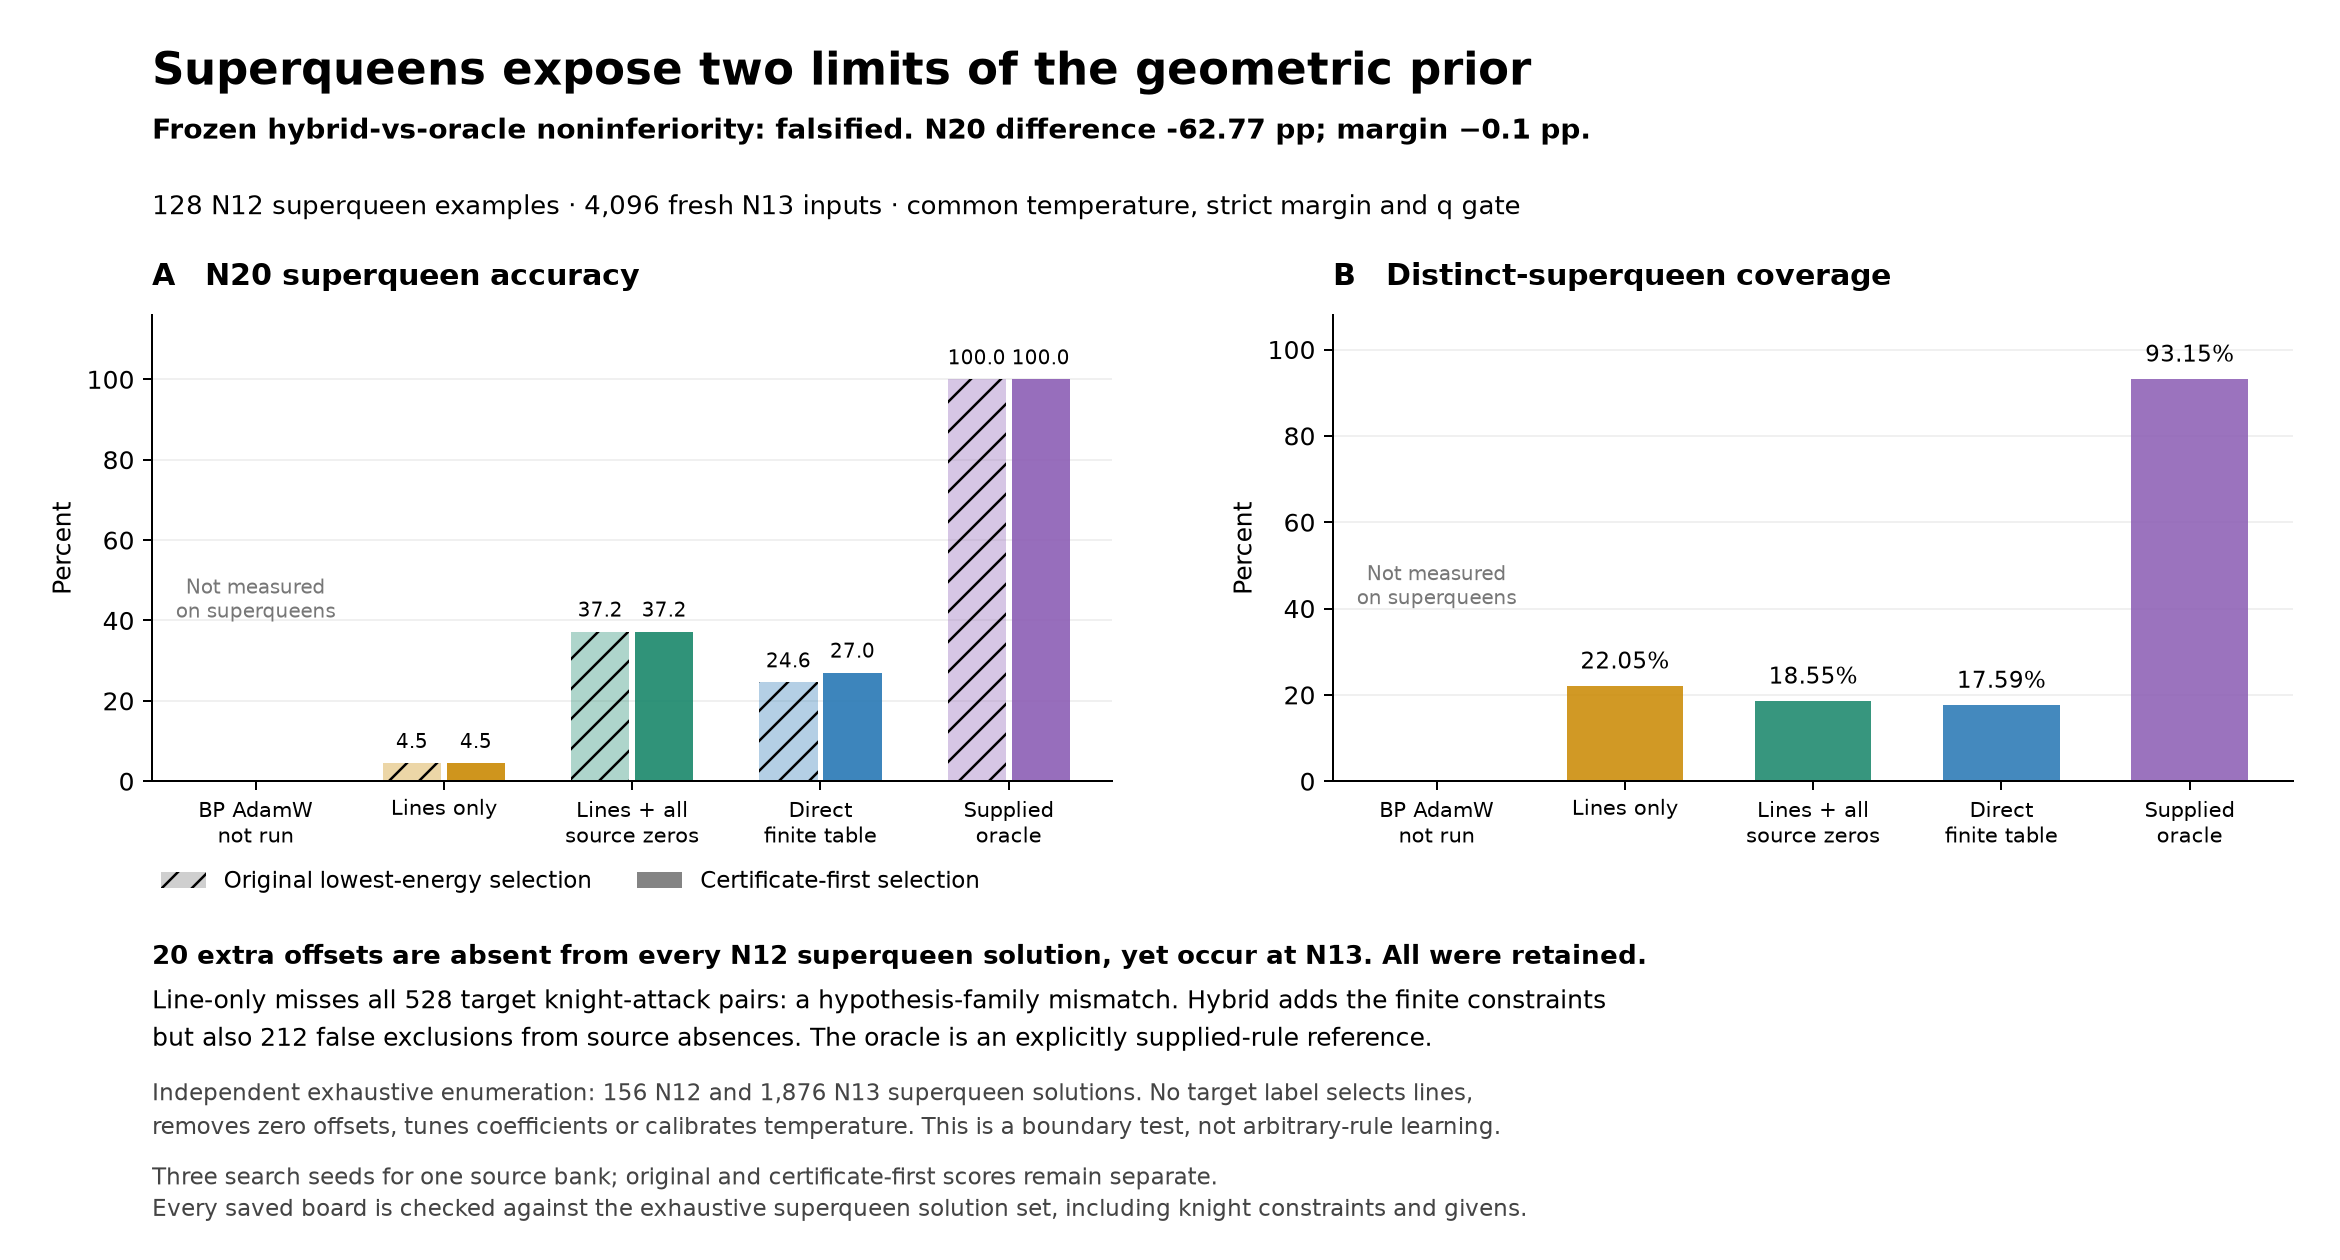 Superqueens expose two limits of the geometric prior
Frozen hybrid-vs-oracle noninferiority: falsified. N20 difference -62.77 pp; margin −0.1 pp.
128 N12 superqueen examples · 4,096 fresh N13 inputs · common temperature, strict margin and q gate
A N20 superqueen accuracy
Percent
100
80
60
40
20
0
Not measured
on superqueens
4.5 4.5
37.2 37.2
24.6 27.0
100.0 100.0
BP AdamW
not run
Lines only
Lines + all
source zeros
Direct
finite table
Supplied
oracle
Original lowest-energy selection
Certificate-first selection
B Distinct-superqueen coverage
Percent
100
80
60
40
20
0
Not measured
on superqueens
22.05%
18.55%
17.59%
93.15%
BP AdamW
not run
Lines only
Lines + all
source zeros
Direct
finite table
Supplied
oracle
20 extra offsets are absent from every N12 superqueen solution, yet occur at N13. All were retained.
Line-only misses all 528 target knight-attack pairs: a hypothesis-family mismatch. Hybrid adds the finite constraints
but also 212 false exclusions from source absences. The oracle is an explicitly supplied-rule reference.
Independent exhaustive enumeration: 156 N12 and 1,876 N13 superqueen solutions. No target label selects lines,
removes zero offsets, tunes coefficients or calibrates temperature. This is a boundary test, not arbitrary-rule learning.
Three search seeds for one source bank; original and certificate-first scores remain separate.
Every saved board is checked against the exhaustive superqueen solution set, including knight constraints and givens.